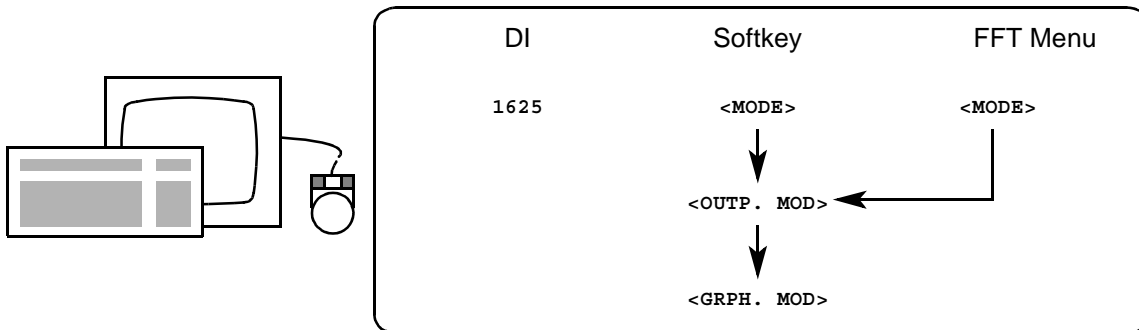 DI Softkey FFT Menu
1625 <MODE> <MODE>
<OUTP. MOD>
<GRPH. MOD>